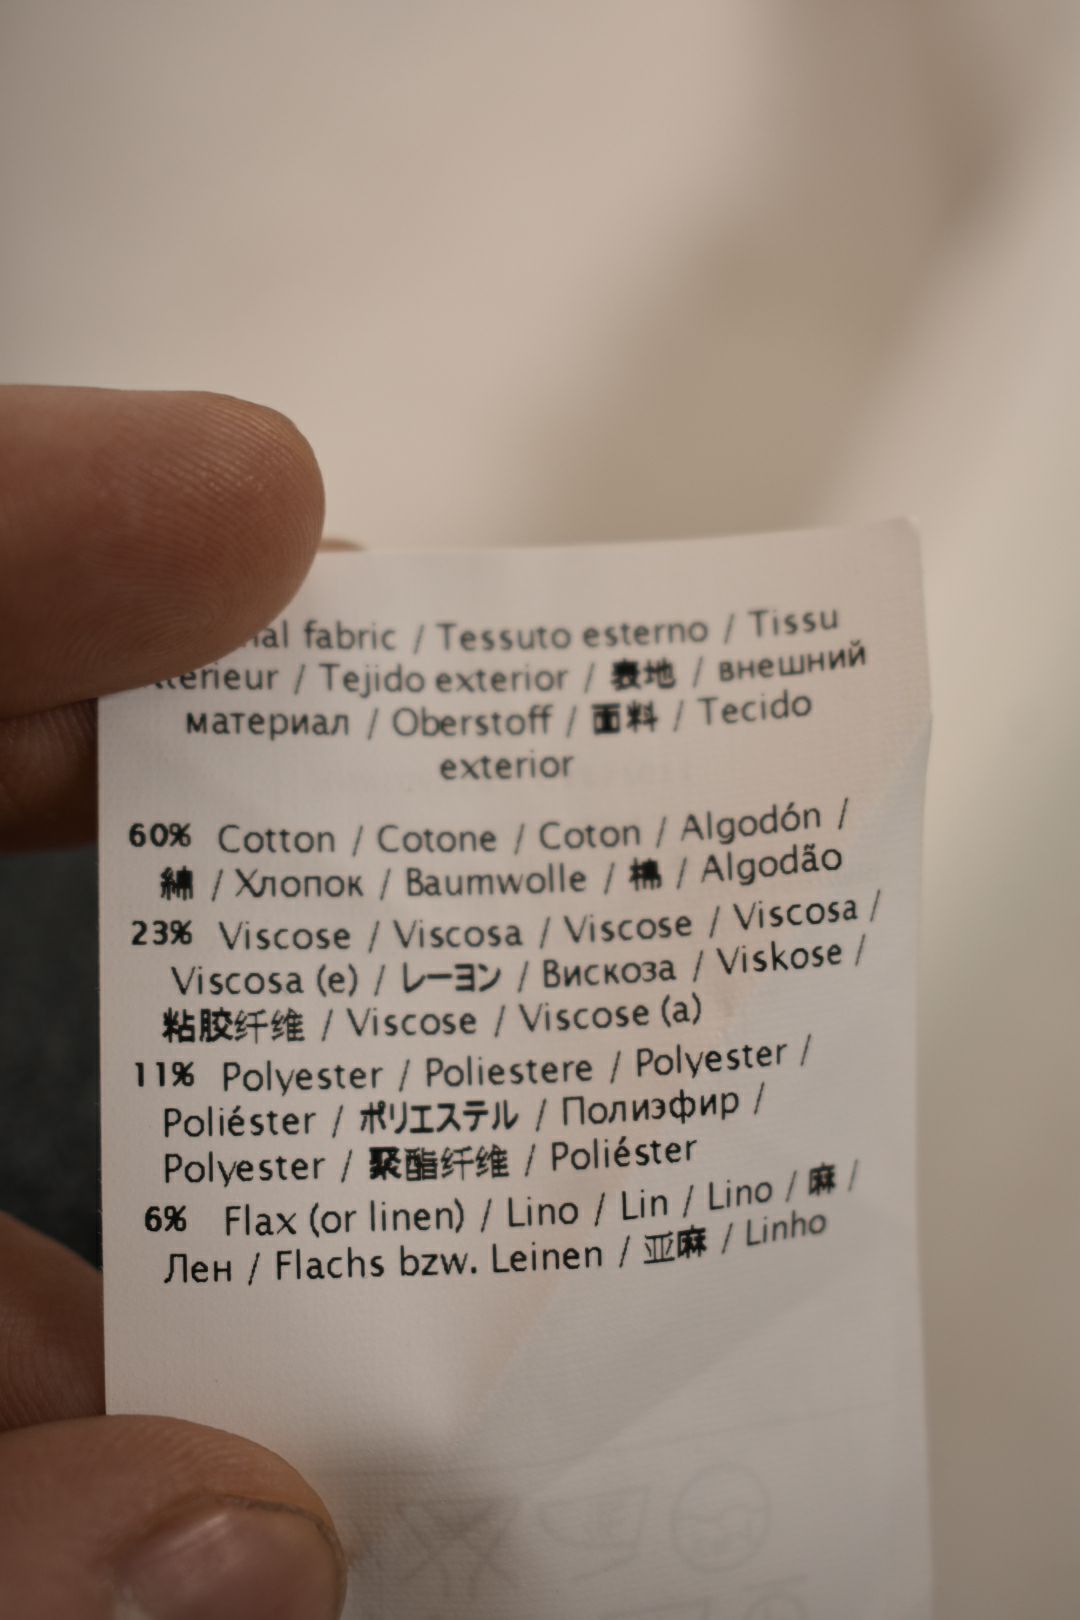 fabric / Tessuto esterno / Tissu
/ Tejido exterior / 表地 / внешний
материал / Oberstoff / 面料 / Tecido
exterior
60% Cotton / Cotone / Coton / Algodón /
綿 / Хлопок / Baumwolle / 棉 / Algodão
23% Viscose / Viscosa / Viscose / Viscosa /
Viscosa (e) / レーヨン / Вискоза / Viskose /
粘胶纤维 / Viscose / Viscose (a)
11% Polyester / Poliestere / Polyester /
Poliéster / ポリエステル / Полиэфир /
Polyester / 聚酯纤维 / Poliéster
6% Flax (or linen) / Lino / Lin / Lino / 麻 /
Лен / Flachs bzw. Leinen / 亚麻 / Linho